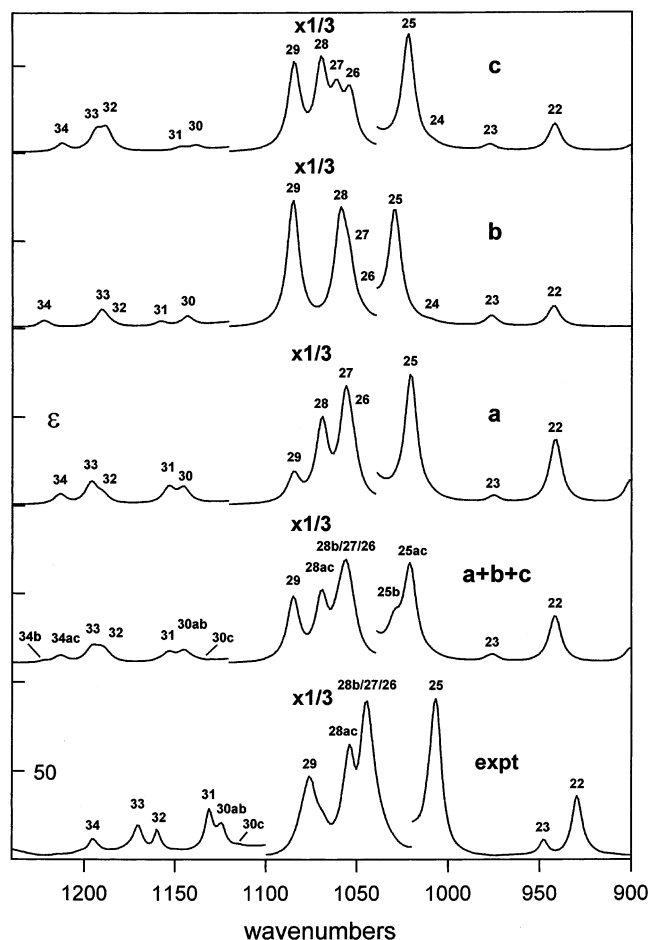 x1/3
25
29
28
27
26
c
34
33
32
31
30
24
23
22
x1/3
29
28
25
27
b
26
34
33
32
31
30
24
23
22
x1/3
27
25
28
26
a
ε
29
34
33
32
31
30
23
22
x1/3
28b/27/26
28ac
25ac
a+b+c
29
25b
34b
34ac
33
32
31
30ab
30c
23
22
x1/3
28b/27/26
25
28ac
29
expt
50
34
33
32
31
30ab
30c
23
22
1200 1150 1100 1050 1000 950 900
wavenumbers